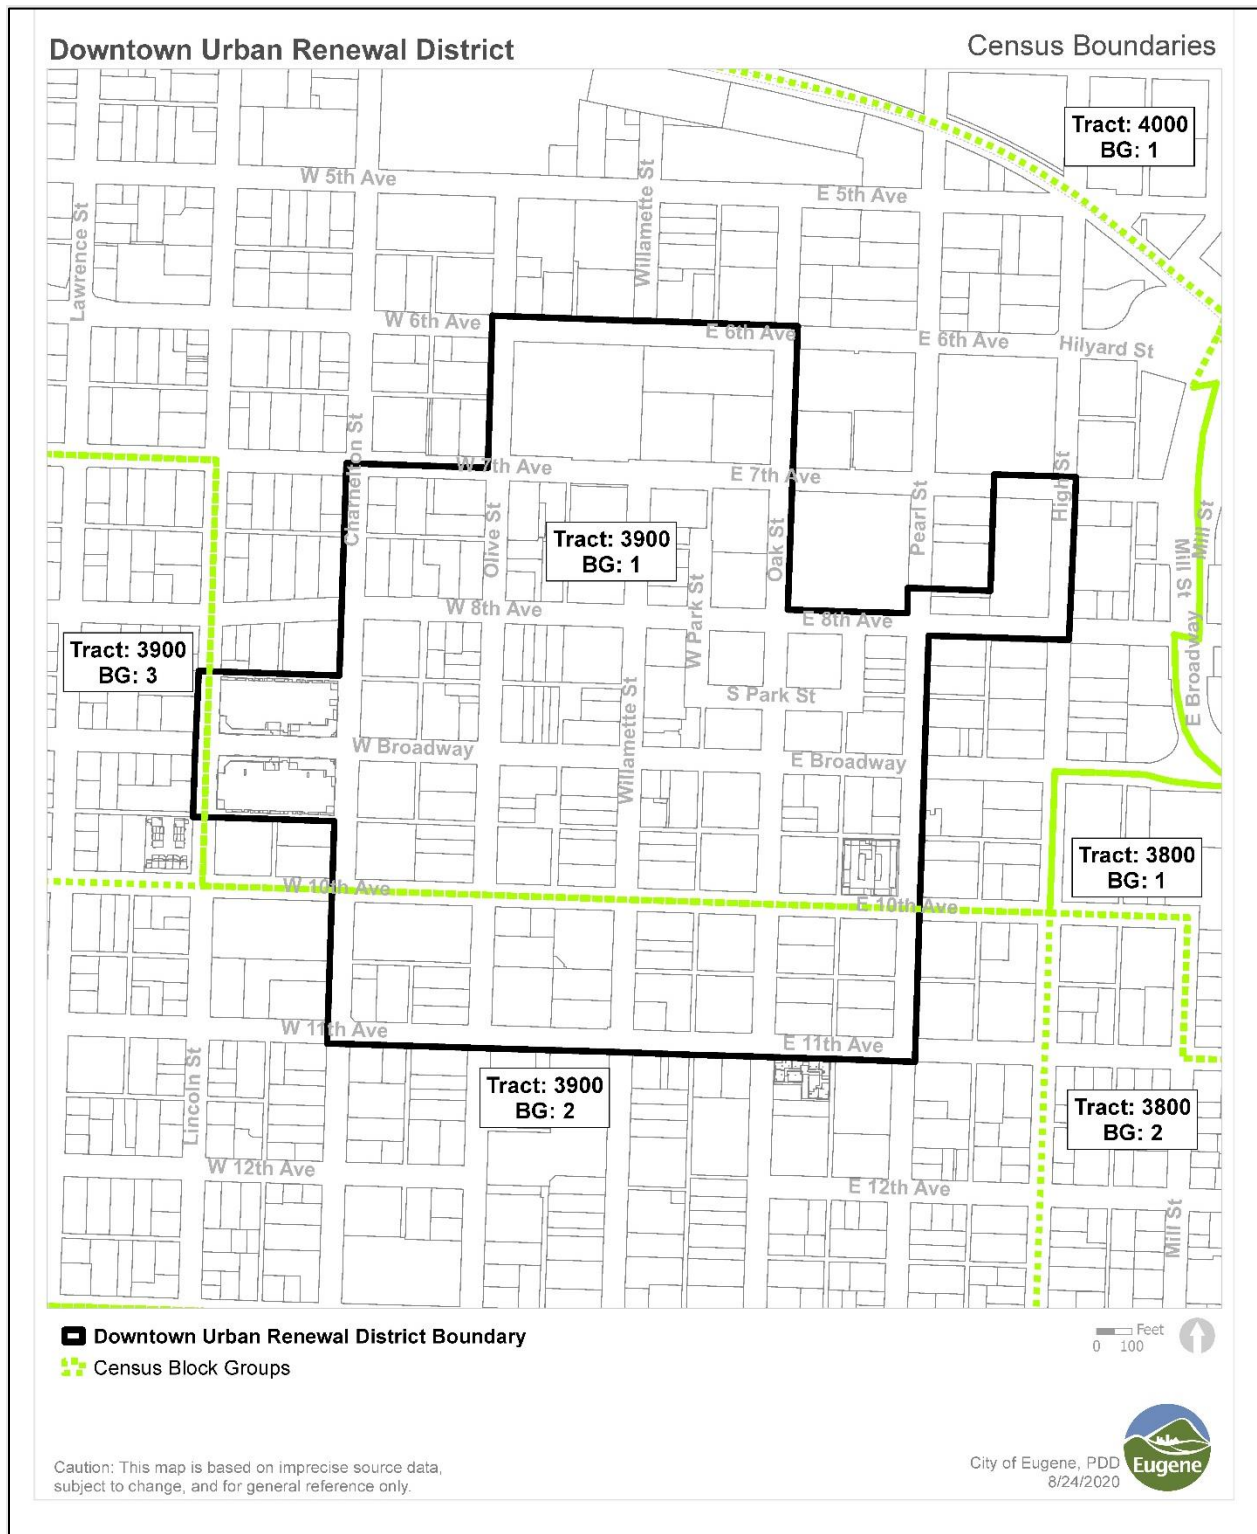 Downtown Urban Renewal District
Census Boundaries
Tract: 4000
BG: 1
W 5th Ave
E 5th Ave
Willamette St
Lawrence St
W 6th Ave
E 6th Ave
E 6th Ave
Hilyard St
Charnelton St
W 7th Ave
E 7th Ave
High St
Olive St
Tract: 3900
BG: 1
Oak St
Pearl St
Mill St
Mill St
W 8th Ave
W Park St
E 8th Ave
Tract: 3900
BG: 3
S Park St
E Broadway
Willamette St
W Broadway
E Broadway
Tract: 3800
BG: 1
W 10th Ave
E 10th Ave
W 11th Ave
E 11th Ave
Lincoln St
Tract: 3900
BG: 2
Tract: 3800
BG: 2
W 12th Ave
E 12th Ave
Mill St
Downtown Urban Renewal District Boundary
Census Block Groups
Feet
0 100
Caution: This map is based on imprecise source data,
subject to change, and for general reference only.
City of Eugene, PDD
8/24/2020
Eugene